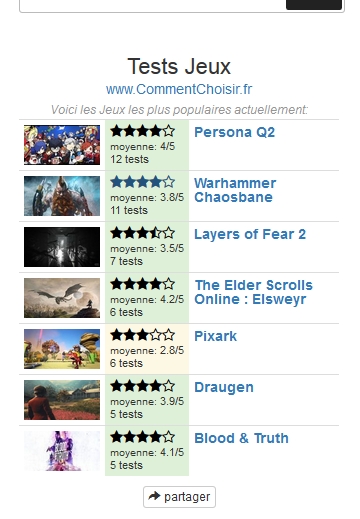 Tests Jeux
www.CommentChoisir.fr
Voici les Jeux les plus populaires actuellement:
moyenne: 4/5
12 tests
Persona Q2
moyenne: 3.8/5
11 tests
Warhammer
Chaosbane
moyenne: 3.5/5
7 tests
Layers of Fear 2
moyenne: 4.2/5
6 tests
The Elder Scrolls
Online : Elsweyr
moyenne: 2.8/5
6 tests
Pixark
moyenne: 3.9/5
5 tests
Draugen
moyenne: 4.1/5
5 tests
Blood & Truth
partager